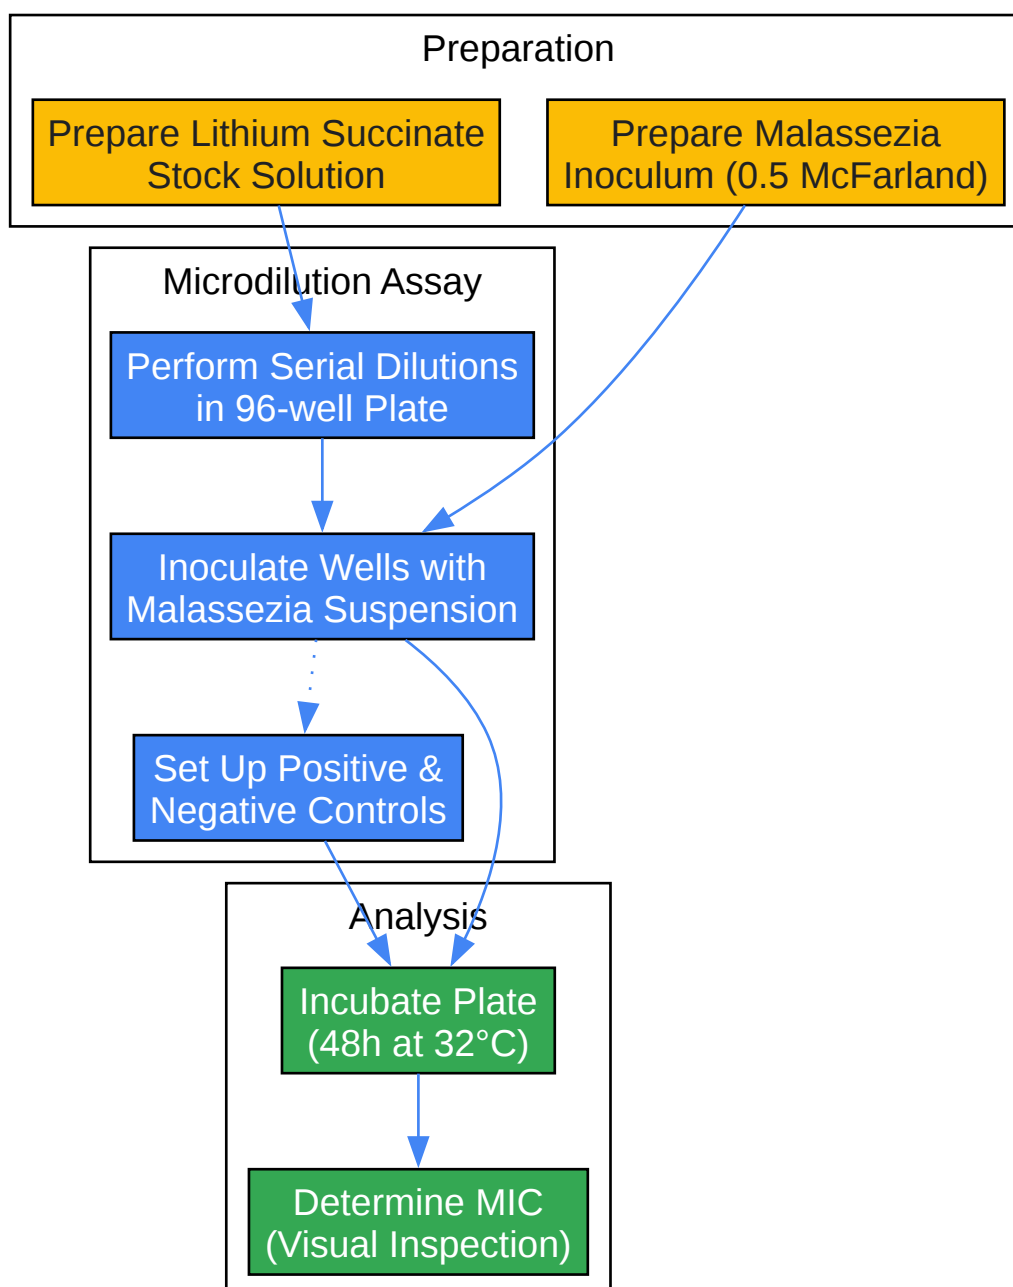 Preparation
Prepare Lithium Succinate
Stock Solution
Prepare Malassezia
Inoculum (0.5 McFarland)
Microdilution Assay
Perform Serial Dilutions
in 96-well Plate
Inoculate Wells with
Malassezia Suspension
Set Up Positive &
Negative Controls
Analysis
Incubate Plate
(48h at 32°C)
Determine MIC
(Visual Inspection)